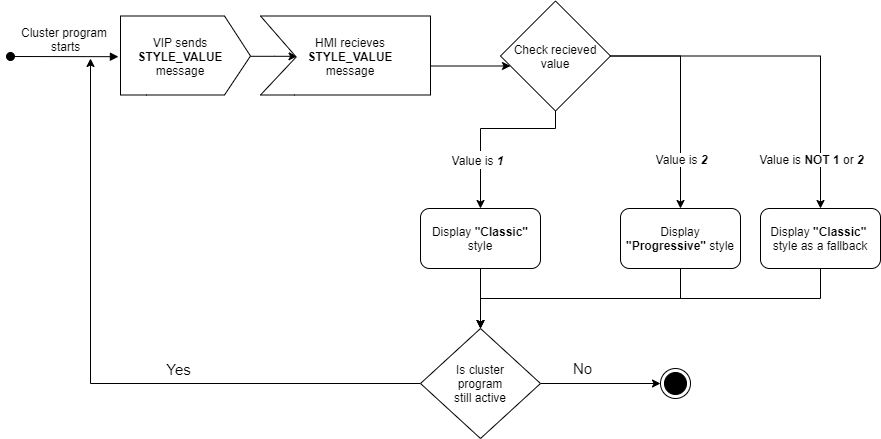 Cluster program
starts
VIP sends
STYLE_VALUE
message
HMI recieves
STYLE_VALUE
message
Check recieved
value
Value is 1
Value is 2
Value is NOT 1 or 2
Display "Classic"
style
Display
"Progressive" style
Display "Classic"
style as a fallback
Is cluster
program
still active
Yes
No